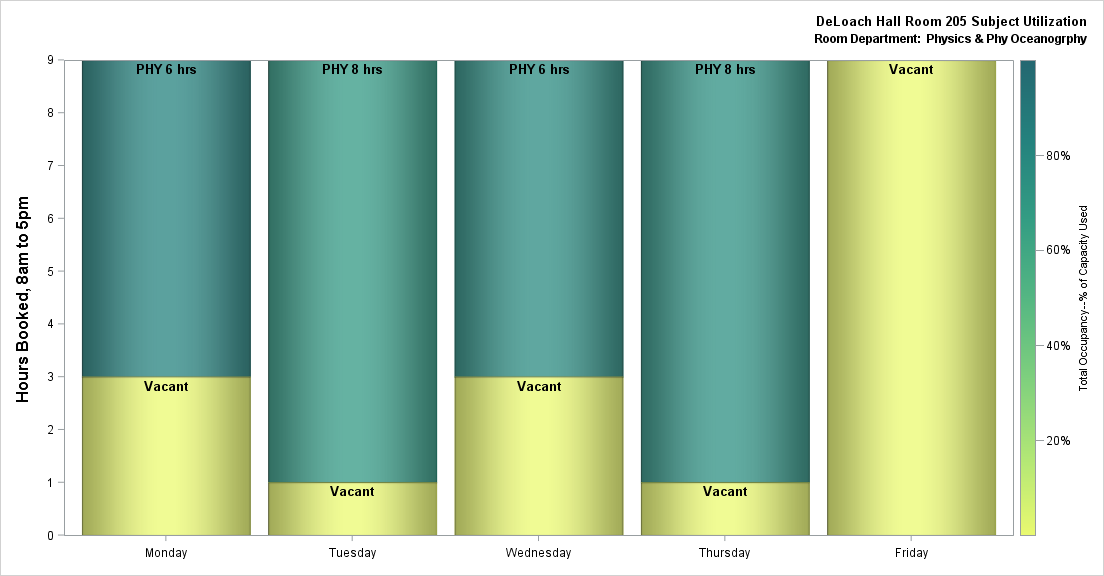 DeLoach Hall Room 205 Subject Utilization
Room Department: Physics & Phy Oceanogrphy
Hours Booked, 8am to 5pm
9
8
7
6
5
4
3
2
1
0
PHY 6 hrs
PHY 8 hrs
PHY 6 hrs
PHY 8 hrs
Vacant
Vacant
Vacant
Vacant
Vacant
Monday
Tuesday
Wednesday
Thursday
Friday
80%
60%
40%
20%
Total Occupancy--% of Capacity Used